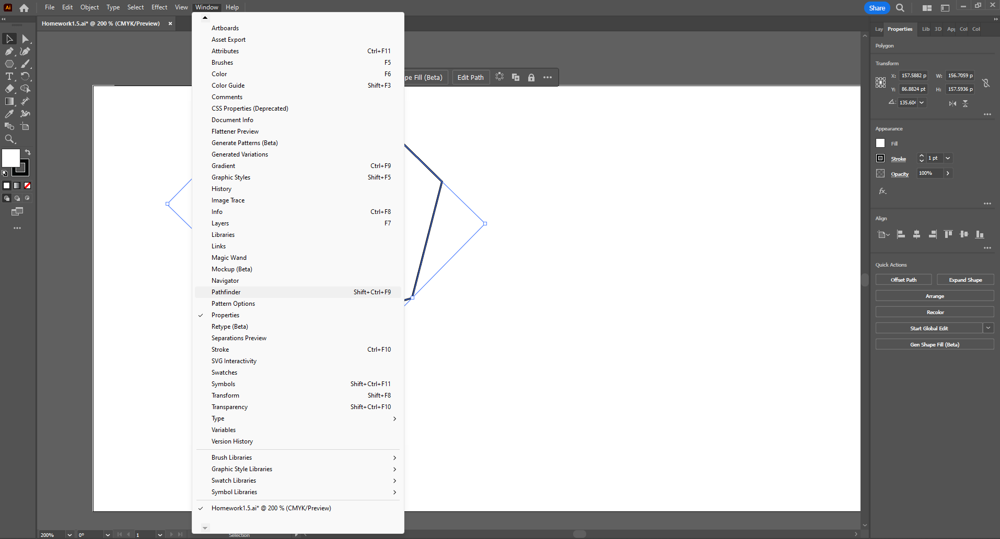 Ai File Edit Object Type Select Effect View Window Help Share
Homework1.5.ai* @ 200 % (CMYK/Preview) ×
Artboards
Asset Export
Attributes Ctrl+F11
Brushes F5
Color F6
Color Guide Shift+F3
Comments
CSS Properties (Deprecated)
Document Info
Flattener Preview
Generate Patterns (Beta)
Generated Variations
Gradient Ctrl+F9
Graphic Styles Shift+F5
History
Image Trace
Info Ctrl+F8
Layers F7
Libraries
Links
Magic Wand
Mockup (Beta)
Navigator
Pathfinder Shift+Ctrl+F9
Pattern Options
Properties
Retype (Beta)
Separations Preview
Stroke Ctrl+F10
SVG Interactivity
Swatches
Symbols Shift+Ctrl+F11
Transform Shift+F8
Transparency Shift+Ctrl+F10
Type
Variables
Version History
Brush Libraries
Graphic Style Libraries
Swatch Libraries
Symbol Libraries
Homework1.5.ai* @ 200 % (CMYK/Preview)
pe Fill (Beta) Edit Path
Lay Properties Lib 3D App Col Col
Polygon
Transform
X: 157.5882 p W: 156.7059 p
Y: 86.8824 pt H: 157.5936 p
135.604
Appearance
Fill
Stroke 1 pt
Opacity 100%
fx.
Align
Quick Actions
Offset Path Expand Shape
Arrange
Recolor
Start Global Edit
Gen Shape Fill (Beta)
200% 0° 1 Selection